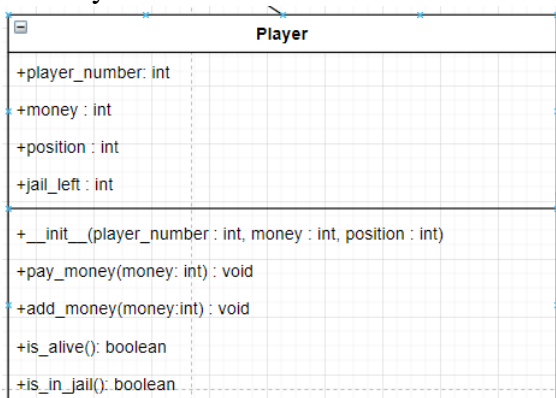 Player
+player_number: int
+money : int
+position : int
+jail_left : int
+__init__(player_number : int, money : int, position : int)
+pay_money(money: int) : void
+add_money(money:int) : void
+is_alive(): boolean
+is_in_jail(): boolean